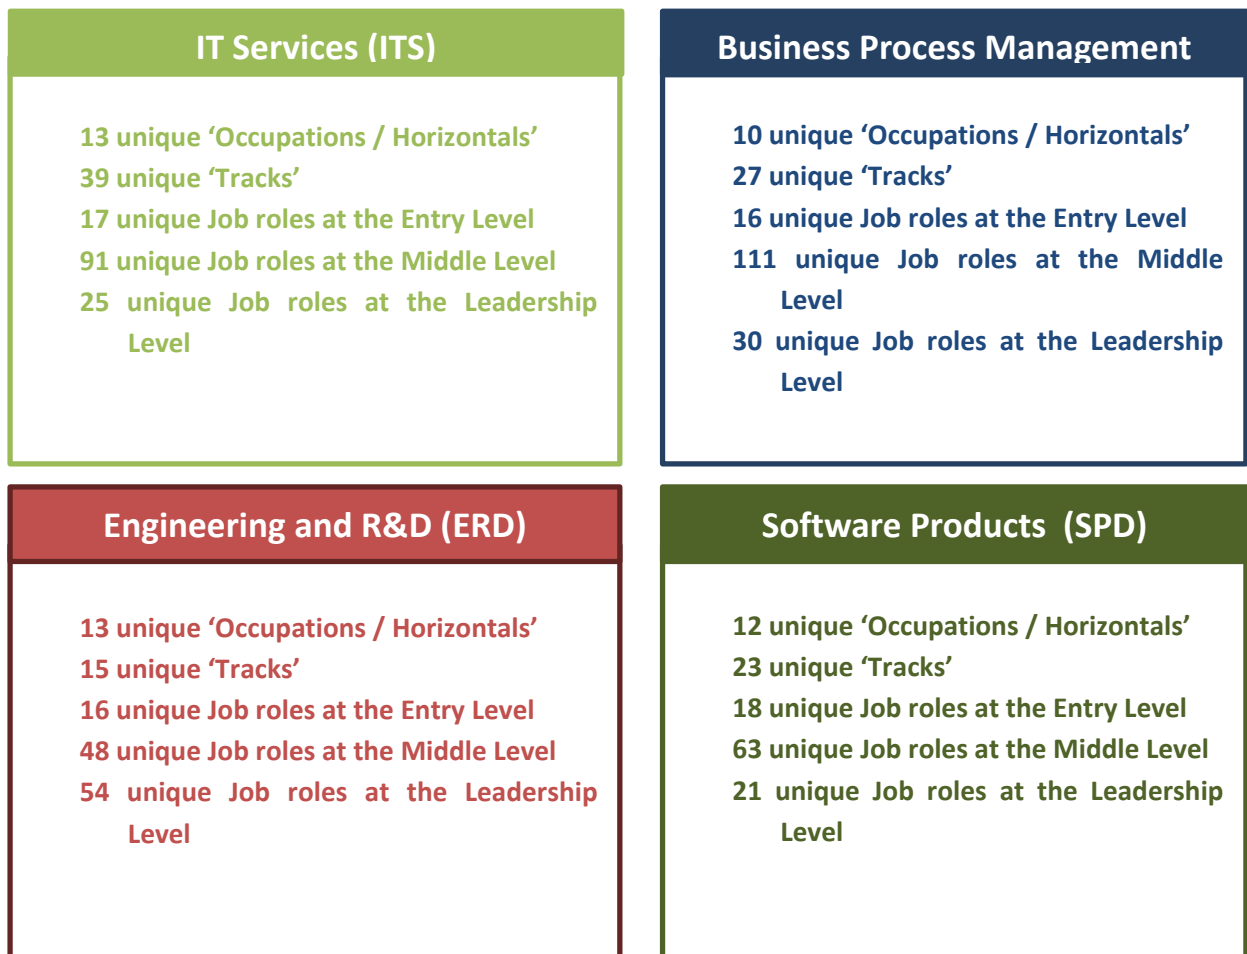 IT Services (ITS)
13 unique ‘Occupations / Horizontals’
39 unique ‘Tracks’
17 unique Job roles at the Entry Level
91 unique Job roles at the Middle Level
25 unique Job roles at the Leadership
Level
Business Process Management
10 unique ‘Occupations / Horizontals’
27 unique ‘Tracks’
16 unique Job roles at the Entry Level
111 unique Job roles at the Middle
Level
30 unique Job roles at the Leadership
Level
Engineering and R&D (ERD)
13 unique ‘Occupations / Horizontals’
15 unique ‘Tracks’
16 unique Job roles at the Entry Level
48 unique Job roles at the Middle Level
54 unique Job roles at the Leadership
Level
Software Products (SPD)
12 unique ‘Occupations / Horizontals’
23 unique ‘Tracks’
18 unique Job roles at the Entry Level
63 unique Job roles at the Middle Level
21 unique Job roles at the Leadership
Level